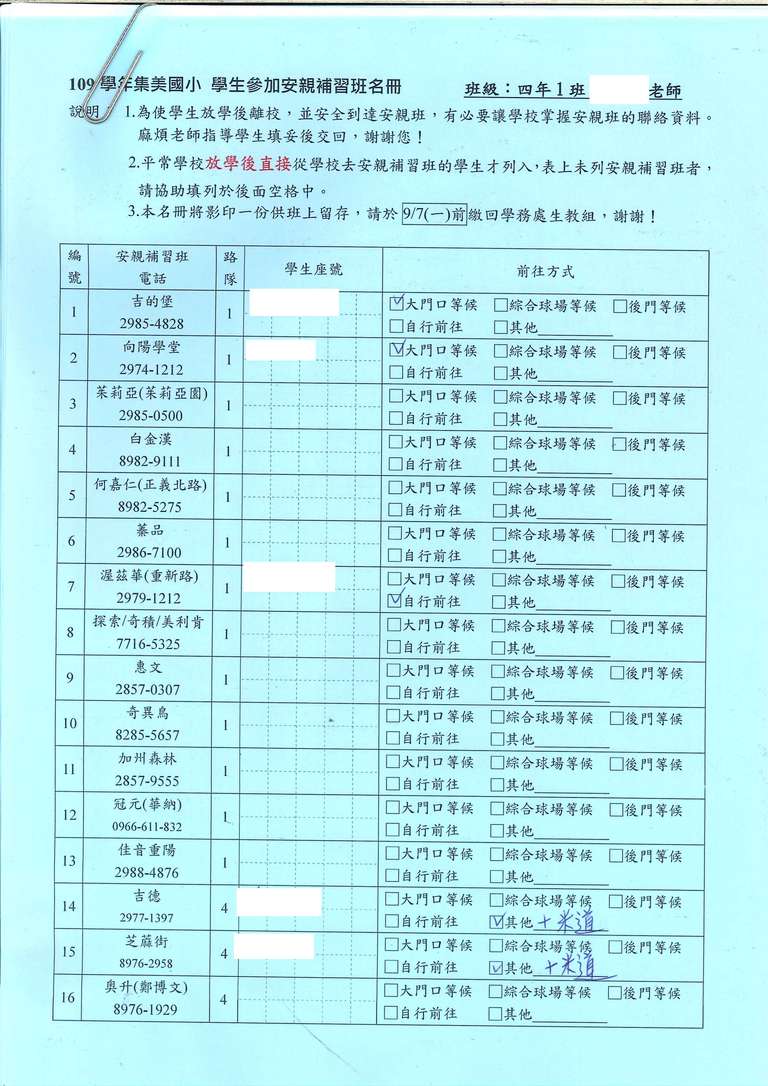 109學年集美國小 學生參加安親補習班名冊 班級：四年1班 老師
說明 1.為使學生放學後離校，並安全到達安親班，有必要讓學校掌握安親班的聯絡資料。
麻煩老師指導學生填妥後交回，謝謝您！
2.平常學校放學後直接從學校去安親補習班的學生才列入，表上未列安親補習班者，
請協助填列於後面空格中。
3.本名冊將影印一份供班上留存，請於 9/7(一)前繳回學務處生教組，謝謝！
編號 安親補習班電話 路隊 學生座號 前往方式
1 吉的堡 2985-4828 1 ☑大門口等候 □綜合球場等候 □後門等候
□自行前往 □其他
2 向陽學堂 2974-1212 1 ☑大門口等候 □綜合球場等候 □後門等候
□自行前往 □其他
3 茱莉亞(茱莉亞園) 2985-0500 1 □大門口等候 □綜合球場等候 □後門等候
□自行前往 □其他
4 白金漢 8982-9111 1 □大門口等候 □綜合球場等候 □後門等候
□自行前往 □其他
5 何嘉仁(正義北路) 8982-5275 1 □大門口等候 □綜合球場等候 □後門等候
□自行前往 □其他
6 蓁品 2986-7100 1 □大門口等候 □綜合球場等候 □後門等候
□自行前往 □其他
7 渥茲華(重新路) 2979-1212 1 □大門口等候 □綜合球場等候 □後門等候
☑自行前往 □其他
8 探索/奇積/美利肯 7716-5325 1 □大門口等候 □綜合球場等候 □後門等候
□自行前往 □其他
9 惠文 2857-0307 1 □大門口等候 □綜合球場等候 □後門等候
□自行前往 □其他
10 奇異鳥 8285-5657 1 □大門口等候 □綜合球場等候 □後門等候
□自行前往 □其他
11 加州森林 2857-9555 1 □大門口等候 □綜合球場等候 □後門等候
□自行前往 □其他
12 冠元(華納) 0966-611-832 1 □大門口等候 □綜合球場等候 □後門等候
□自行前往 □其他
13 佳音重陽 2988-4876 1 □大門口等候 □綜合球場等候 □後門等候
□自行前往 □其他
14 吉德 2977-1397 4 □大門口等候 □綜合球場等候 □後門等候
□自行前往 ☑其他 十米道
15 芝蔴街 8976-2958 4 □大門口等候 □綜合球場等候 □後門等候
□自行前往 ☑其他 十米道
16 奧升(鄭博文) 8976-1929 4 □大門口等候 □綜合球場等候 □後門等候
□自行前往 □其他